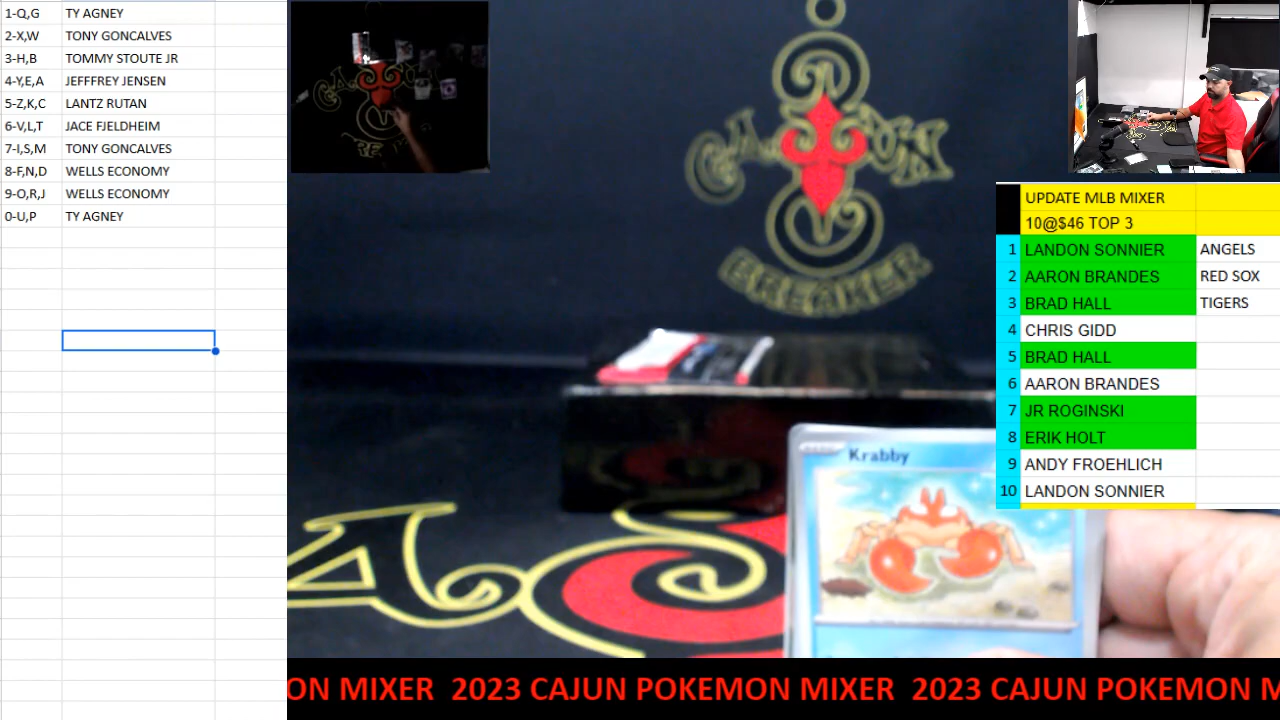 1-Q,G TY AGNEY
2-X,W TONY GONCALVES
3-H,B TOMMY STOUTE JR
4-Y,E,A JEFFFREY JENSEN
5-Z,K,C LANTZ RUTAN
6-V,L,T JACE FJELDHEIM
7-I,S,M TONY GONCALVES
8-F,N,D WELLS ECONOMY
9-O,R,J WELLS ECONOMY
0-U,P TY AGNEY
CAJUN
BREAKER
UPDATE MLB MIXER
10@$46 TOP 3
1 LANDON SONNIER ANGELS
2 AARON BRANDES RED SOX
3 BRAD HALL TIGERS
4 CHRIS GIDD
5 BRAD HALL
6 AARON BRANDES
7 JR ROGINSKI
8 ERIK HOLT
9 ANDY FROEHLICH
10 LANDON SONNIER
Krabby
ON MIXER 2023 CAJUN POKEMON MIXER 2023 CAJUN POKEMON M